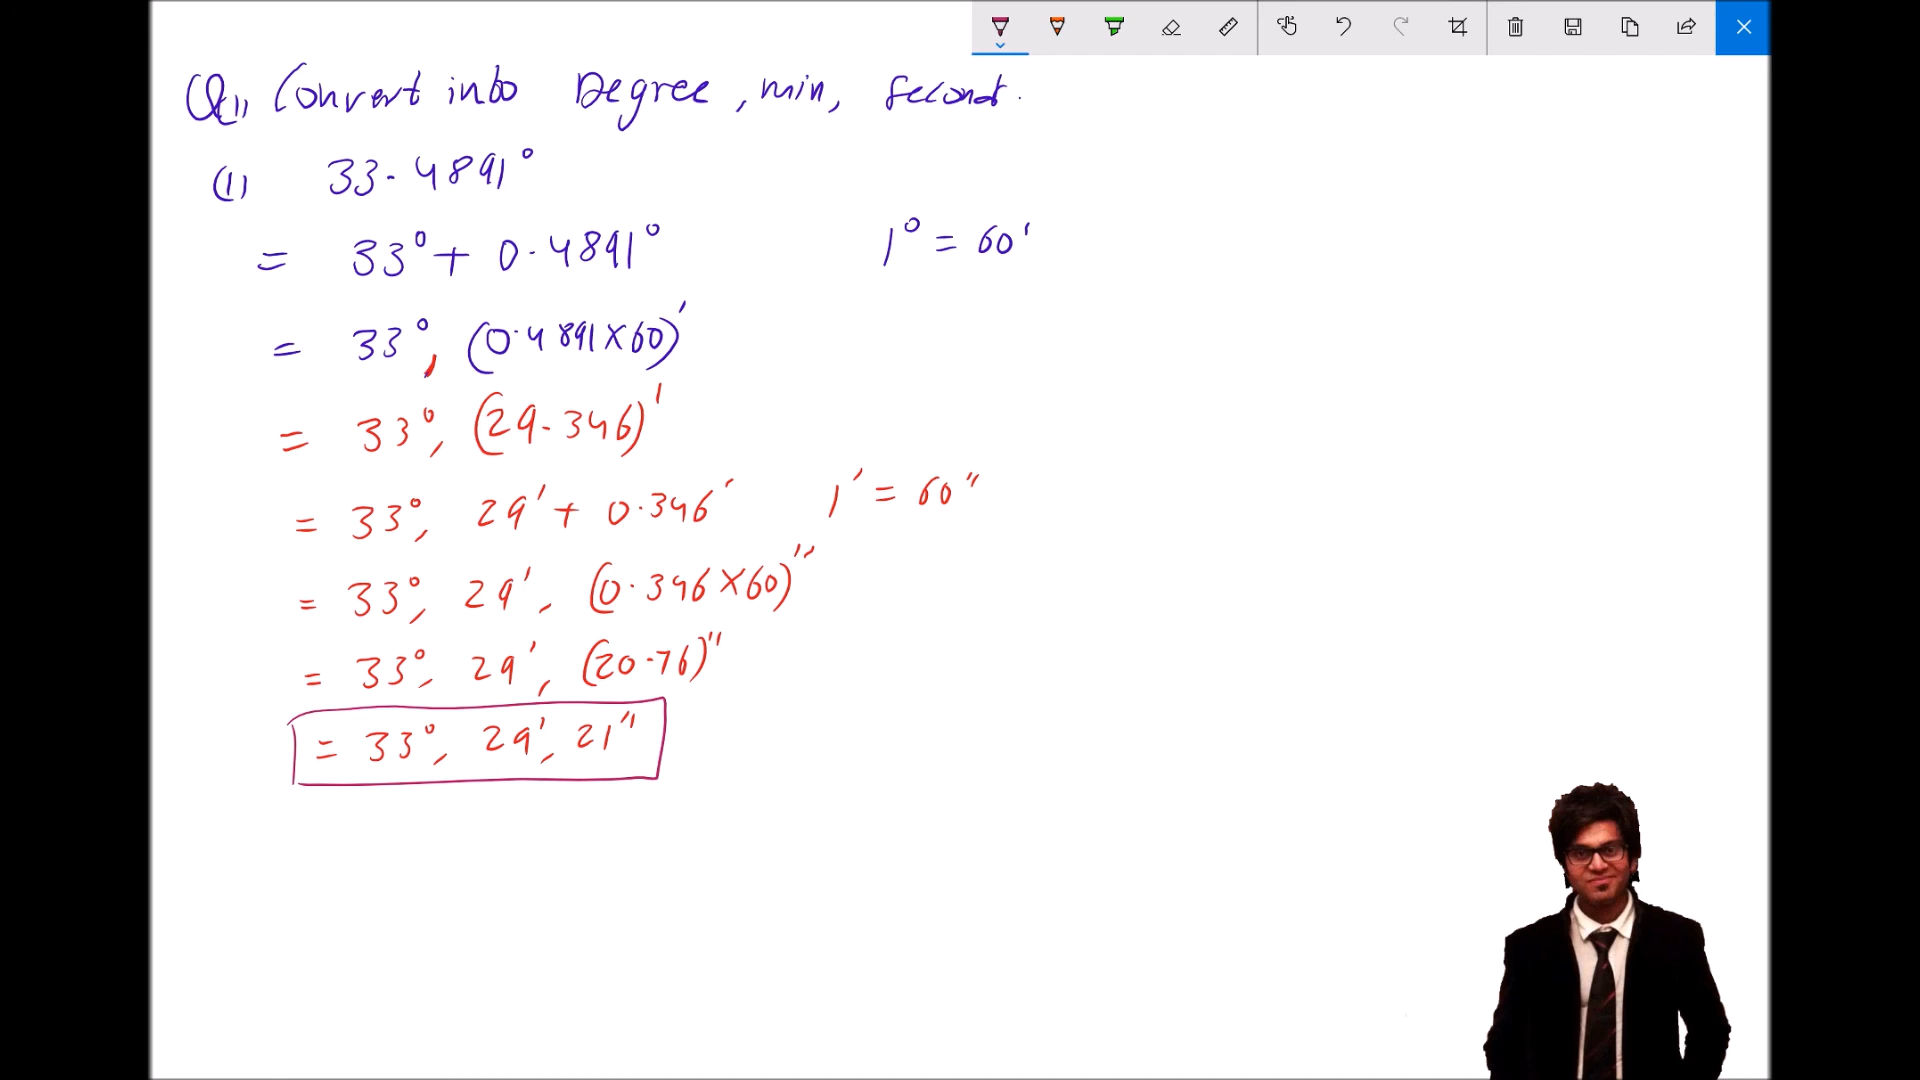 Q1, Convert into Degree, min, Second.
(1) 33.4891°
= 33° + 0.4891° 1° = 60'
= 33°, (0.4891×60)'
= 33°, (29.346)'
= 33°, 29' + 0.346' 1' = 60"
= 33°, 29', (0.346×60)"
= 33°, 29', (20.76)"
= 33°, 29', 21"